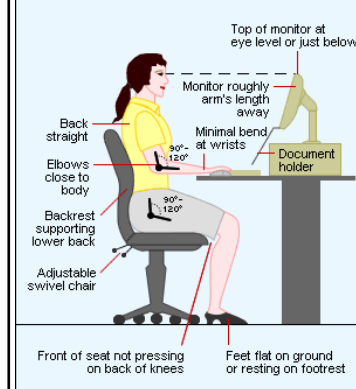 Top of monitor at
eye level or just below
Monitor roughly
arm's length
away
Back
straight
Minimal bend
at wrists
90°-
120°
Elbows
close to
body
Document
holder
90°-
120°
Backrest
supporting
lower back
Adjustable
swivel chair
Front of seat not pressing
on back of knees
Feet flat on ground
or resting on footrest